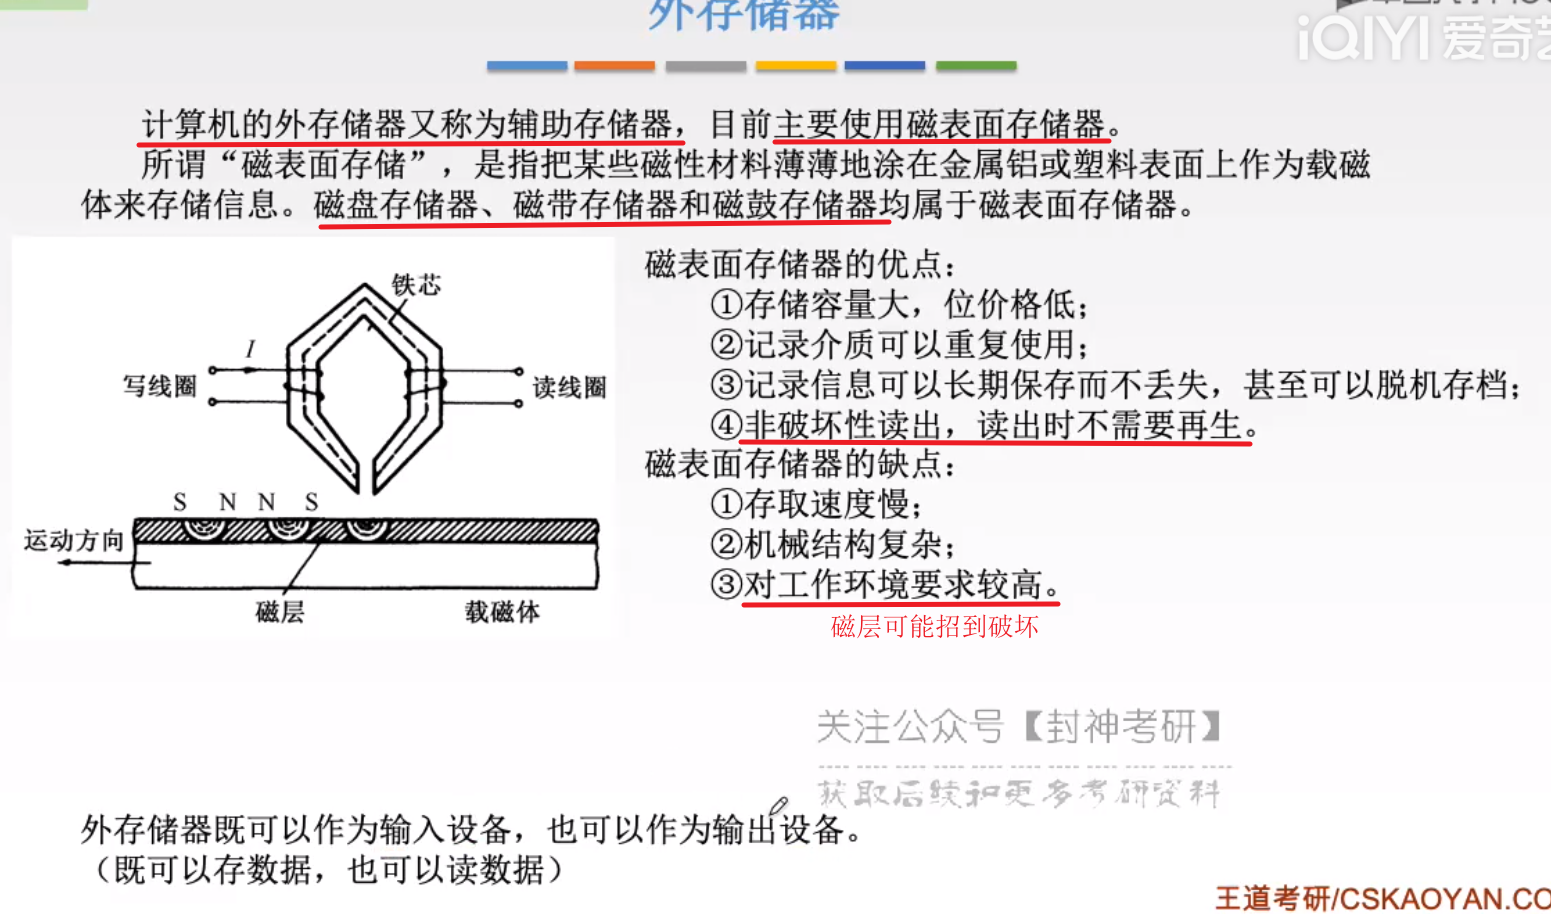 外存储器
iQIYI 爱奇艺
计算机的外存储器又称为辅助存储器，目前主要使用磁表面存储器。
所谓“磁表面存储”，是指把某些磁性材料薄薄地涂在金属铝或塑料表面上作为载磁
体来存储信息。磁盘存储器、磁带存储器和磁鼓存储器均属于磁表面存储器。
铁芯
I
写线圈
读线圈
S N N S
运动方向
磁层
载磁体
磁表面存储器的优点：
①存储容量大，位价格低；
②记录介质可以重复使用；
③记录信息可以长期保存而不丢失，甚至可以脱机存档；
④非破坏性读出，读出时不需要再生。
磁表面存储器的缺点：
①存取速度慢；
②机械结构复杂；
③对工作环境要求较高。
磁层可能招到破坏
关注公众号【封神考研】
获取后续和更多考研资料
外存储器既可以作为输入设备，也可以作为输出设备。
（既可以存数据，也可以读数据）
王道考研/CSKAOYAN.CO